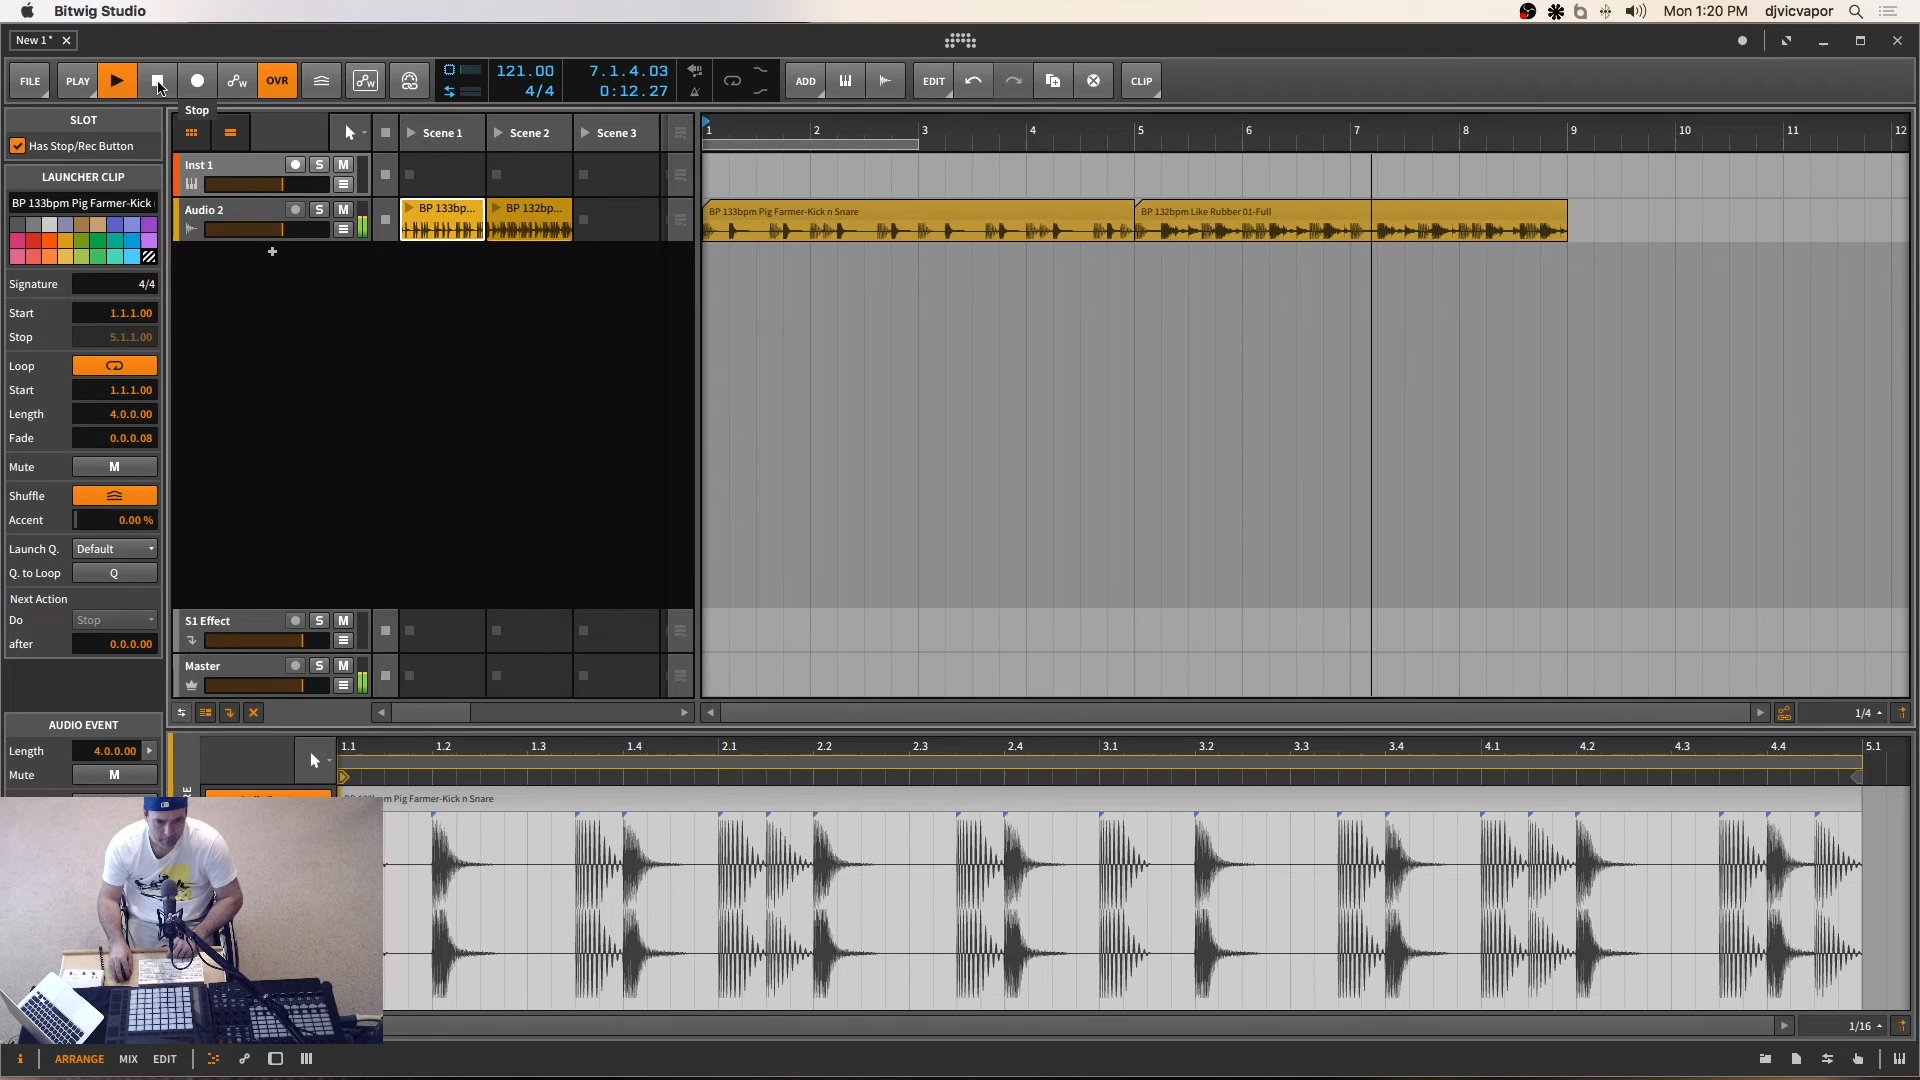 Bitwig Studio
Mon 1:20 PM djvicvapor
New 1*
FILE PLAY OVR 121.00 7.1.4.03 ADD EDIT CLIP
4/4 0:12.27
Stop
SLOT
Has Stop/Rec Button
LAUNCHER CLIP
BP 133bpm Pig Farmer-Kick
Signature 4/4
Start 1.1.1.00
Stop 5.1.1.00
Loop
Start 1.1.1.00
Length 4.0.0.00
Fade 0.0.0.08
Mute M
Shuffle
Accent 0.00 %
Launch Q. Default
Q. to Loop Q
Next Action
Do Stop
after 0.0.0.00
AUDIO EVENT
Length 4.0.0.00
Mute M
Scene 1 Scene 2 Scene 3
Inst 1 S M
Audio 2 S M
BP 133bp... BP 132bp...
S1 Effect S M
Master S M
1 2 3 4 5 6 7 8 9 10 11 12
BP 133bpm Pig Farmer-Kick n Snare BP 132bpm Like Rubber 01-Full
1/4
1.1 1.2 1.3 1.4 2.1 2.2 2.3 2.4 3.1 3.2 3.3 3.4 4.1 4.2 4.3 4.4 5.1
Pig Farmer-Kick n Snare
1/16
i ARRANGE MIX EDIT